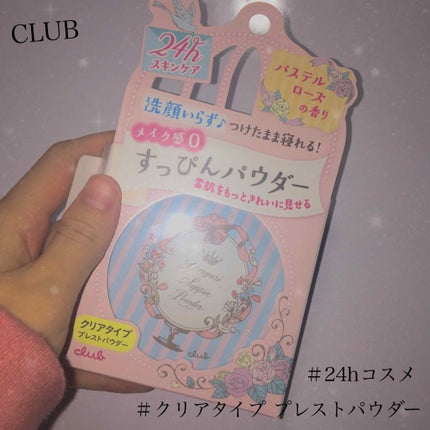 CLUB
24h
スキンケア
パステル
ローズ
の香り
洗顔いらず♪つけたまま寝れる!
メイク感0
すっぴんパウダー
素肌をもっときれいに見せる
Yuagari
Suppin
Powder
club
クリアタイプ
プレストパウダー
club
#24hコスメ
#クリアタイプ プレストパウダー